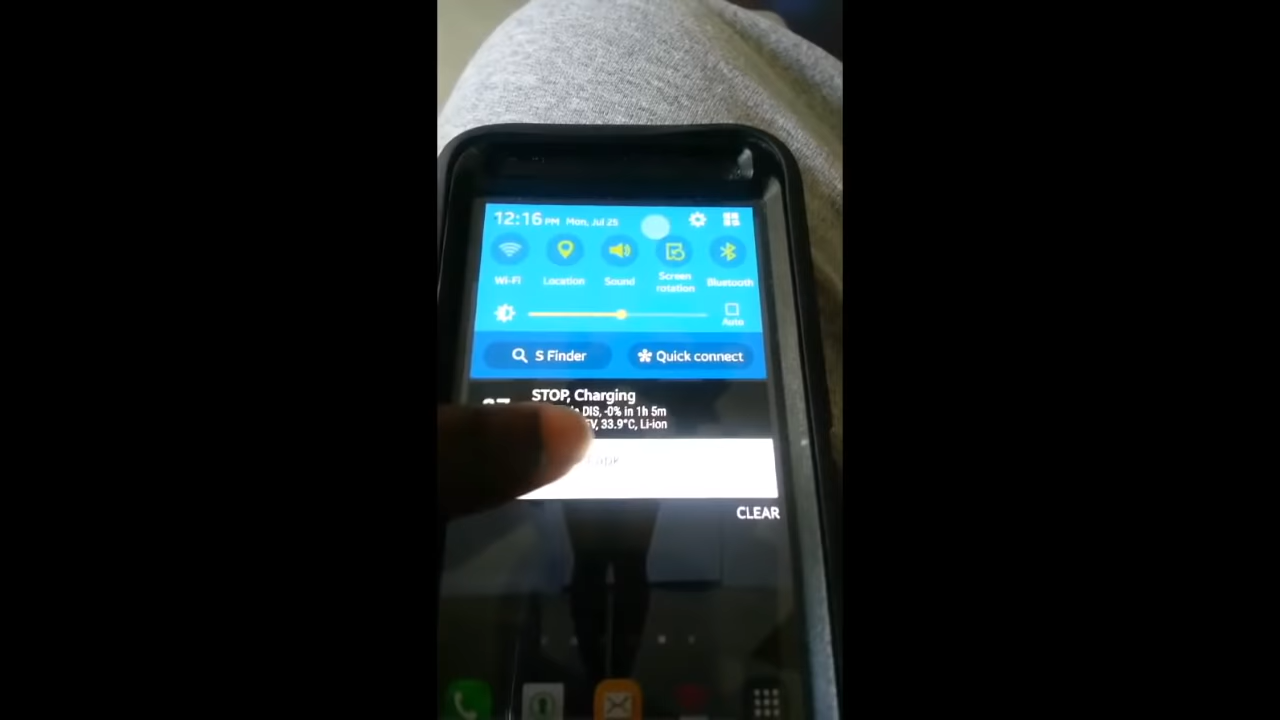 12:16 PM Mon, Jul 25
Wi-Fi
Location
Sound
Screen rotation
Bluetooth
Auto
S Finder
Quick connect
STOP, Charging
DIS, -0% in 1h 5m
33.9°C, Li-ion
CLEAR